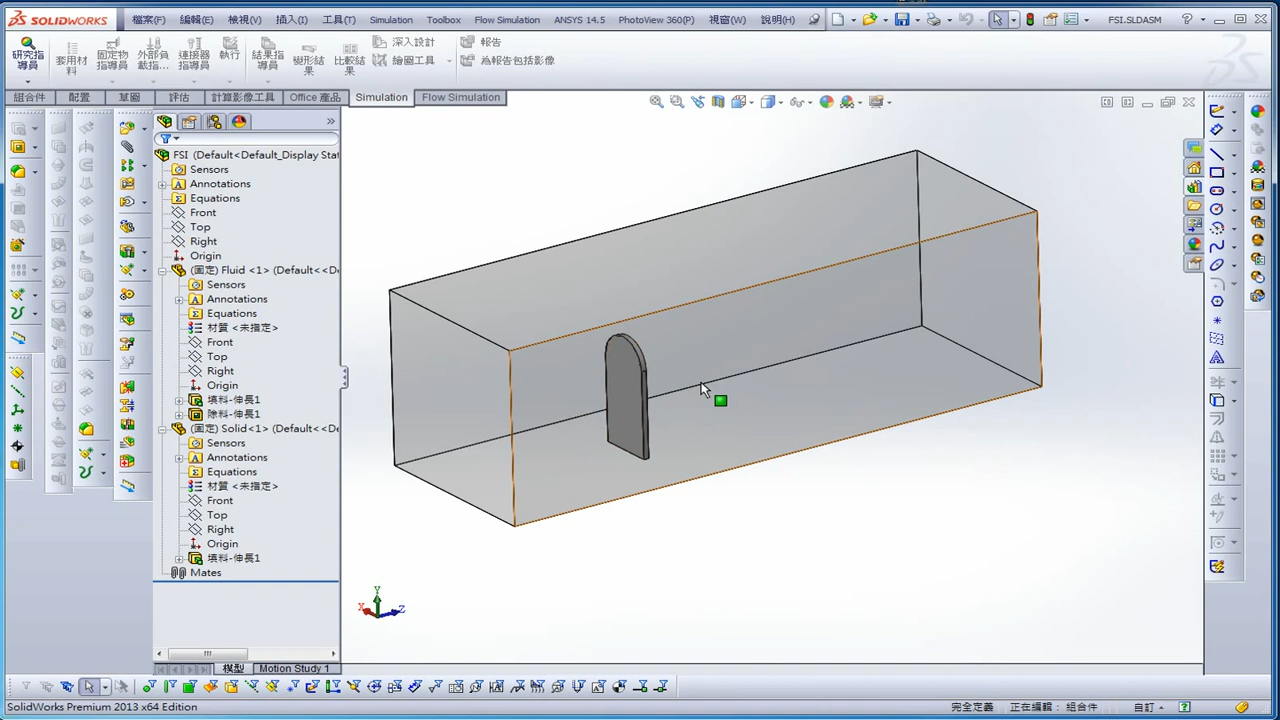 SOLIDWORKS 檔案(F) 編輯(E) 檢視(V) 插入(I) 工具(T) Simulation Toolbox Flow Simulation ANSYS 14.5 PhotoView 360(P) 視窗(W) 說明(H) FSI.SLDASM
研究指導員 套用材料 固定物指導員 外部負載指... 連接器指導員 執行 結果指導員 變形結果 比較結果 深入設計 繪圖工具 報告 為報告包括影像
組合件 配置 草圖 評估 計算影像工具 Office 產品 Simulation Flow Simulation
FSI (Default<Default_Display Stat
Sensors
Annotations
Equations
Front
Top
Right
Origin
(固定) Fluid <1> (Default<<D
Sensors
Annotations
Equations
材質 <未指定>
Front
Top
Right
Origin
填料-伸長1
除料-伸長1
(固定) Solid<1> (Default<<De
Sensors
Annotations
Equations
材質 <未指定>
Front
Top
Right
Origin
填料-伸長1
Mates
Y
X
Z
模型 Motion Study 1
SolidWorks Premium 2013 x64 Edition 完全定義 正在編輯: 組合件 自訂